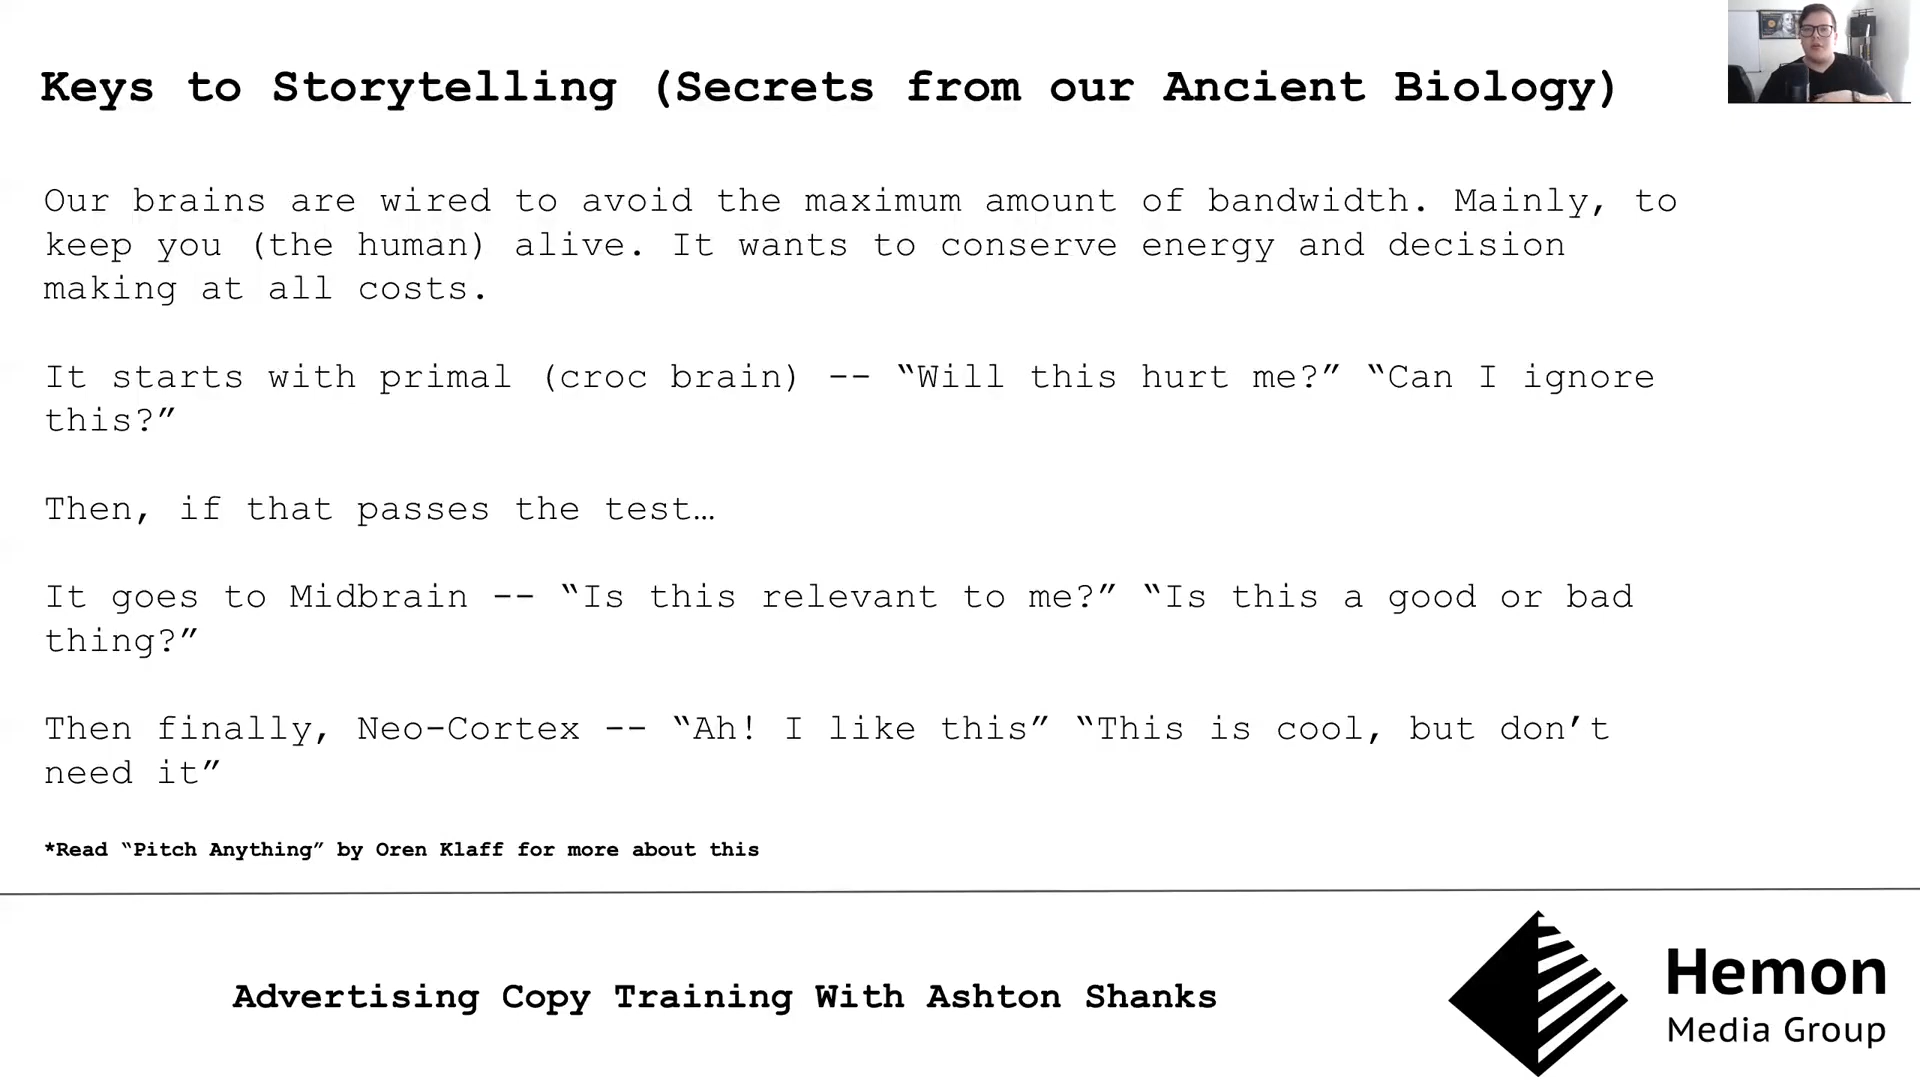 Keys to Storytelling (Secrets from our Ancient Biology)
Our brains are wired to avoid the maximum amount of bandwidth. Mainly, to
keep you (the human) alive. It wants to conserve energy and decision
making at all costs.
It starts with primal (croc brain) -- “Will this hurt me?” “Can I ignore
this?”
Then, if that passes the test…
It goes to Midbrain -- “Is this relevant to me?” “Is this a good or bad
thing?”
Then finally, Neo-Cortex -- “Ah! I like this” “This is cool, but don’t
need it”
*Read “Pitch Anything” by Oren Klaff for more about this
Advertising Copy Training With Ashton Shanks
Hemon
Media Group